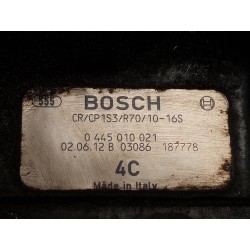 555
BOSCH
CR/CP1S3/R70/10-16S
0 445 010 021
02.06.12 B 03086 187778
4C
Made in Italy